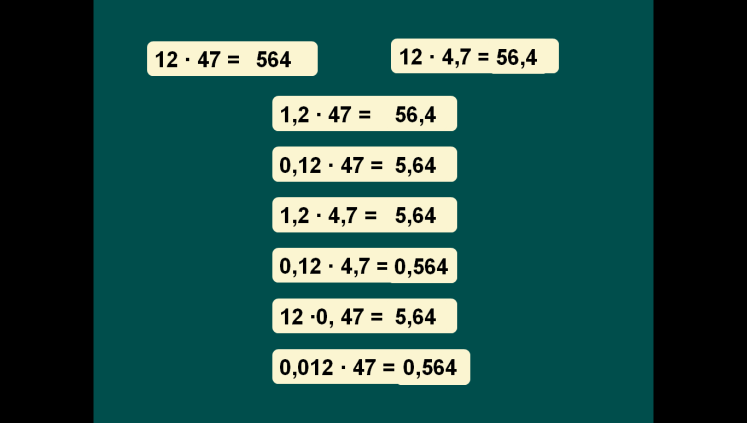 12 · 47 = 564
12 · 4,7 = 56,4
1,2 · 47 = 56,4
0,12 · 47 = 5,64
1,2 · 4,7 = 5,64
0,12 · 4,7 = 0,564
12 ·0, 47 = 5,64
0,012 · 47 = 0,564